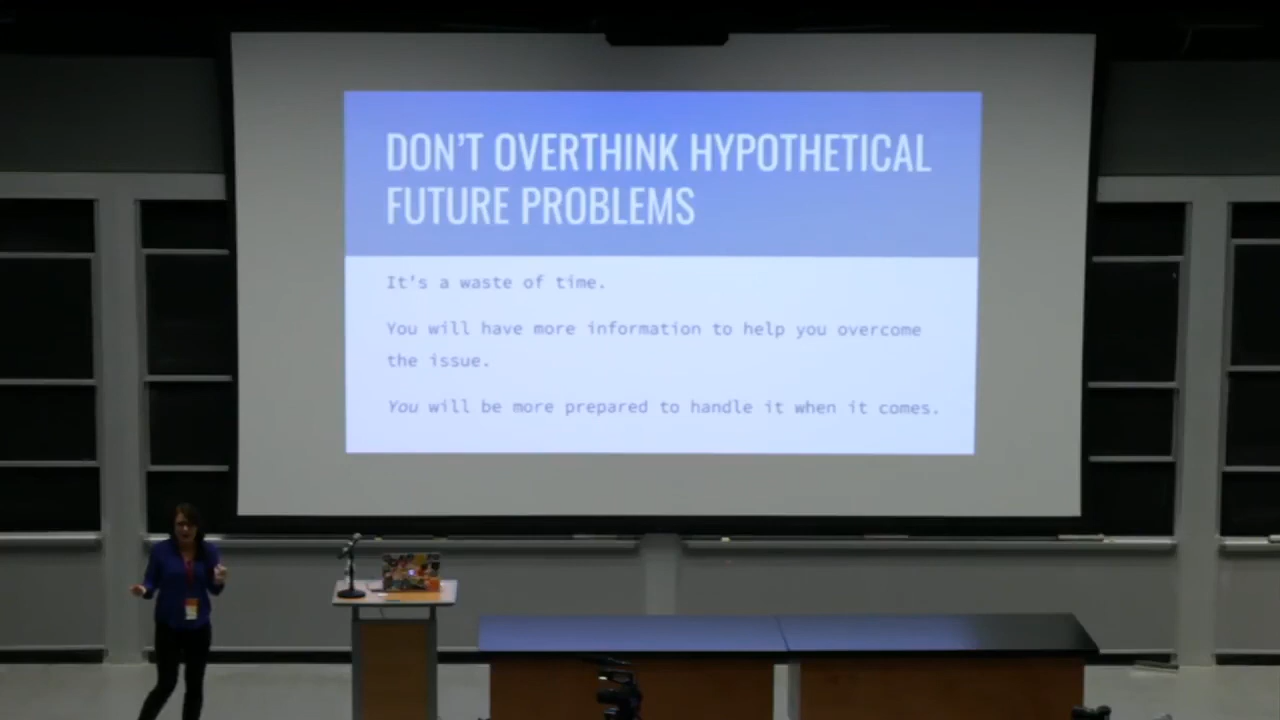 DON'T OVERTHINK HYPOTHETICAL
FUTURE PROBLEMS
It's a waste of time.
You will have more information to help you overcome
the issue.
You will be more prepared to handle it when it comes.